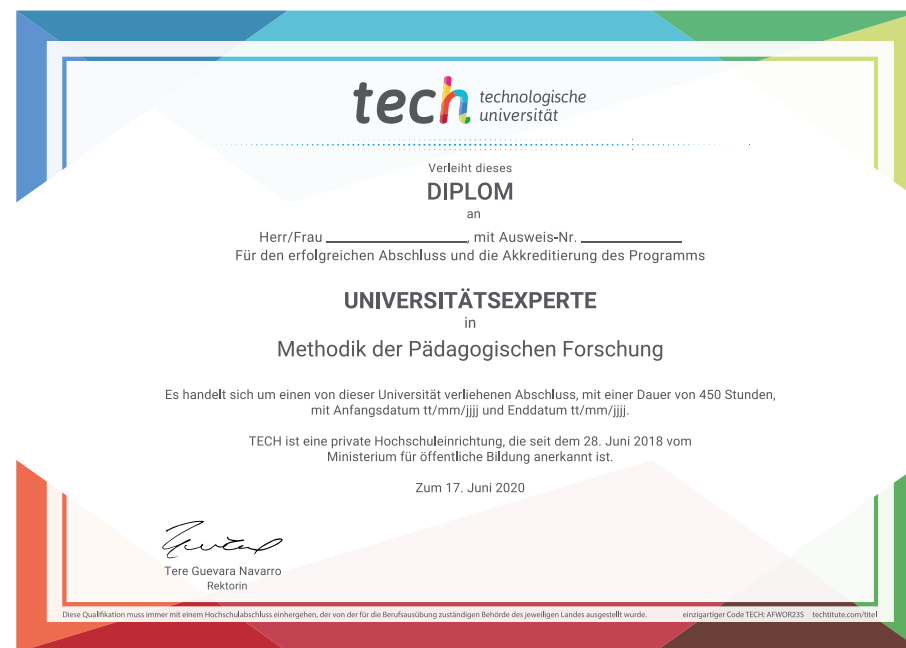 tech technologische
universität
Verleiht dieses
DIPLOM
an
Herr/Frau ____________________, mit Ausweis-Nr. ______________
Für den erfolgreichen Abschluss und die Akkreditierung des Programms
UNIVERSITÄTSEXPERTE
in
Methodik der Pädagogischen Forschung
Es handelt sich um einen von dieser Universität verliehenen Abschluss, mit einer Dauer von 450 Stunden,
mit Anfangsdatum tt/mm/jjjj und Enddatum tt/mm/jjjj.
TECH ist eine private Hochschuleinrichtung, die seit dem 28. Juni 2018 vom
Ministerium für öffentliche Bildung anerkannt ist.
Zum 17. Juni 2020
Tere Guevara Navarro
Rektorin
Diese Qualifikation muss immer mit einem Hochschulabschluss einhergehen, der von der für die Berufsausübung zuständigen Behörde des jeweiligen Landes ausgestellt wurde. einzigartiger Code TECH: AFWOR23S techtitute.com/titel